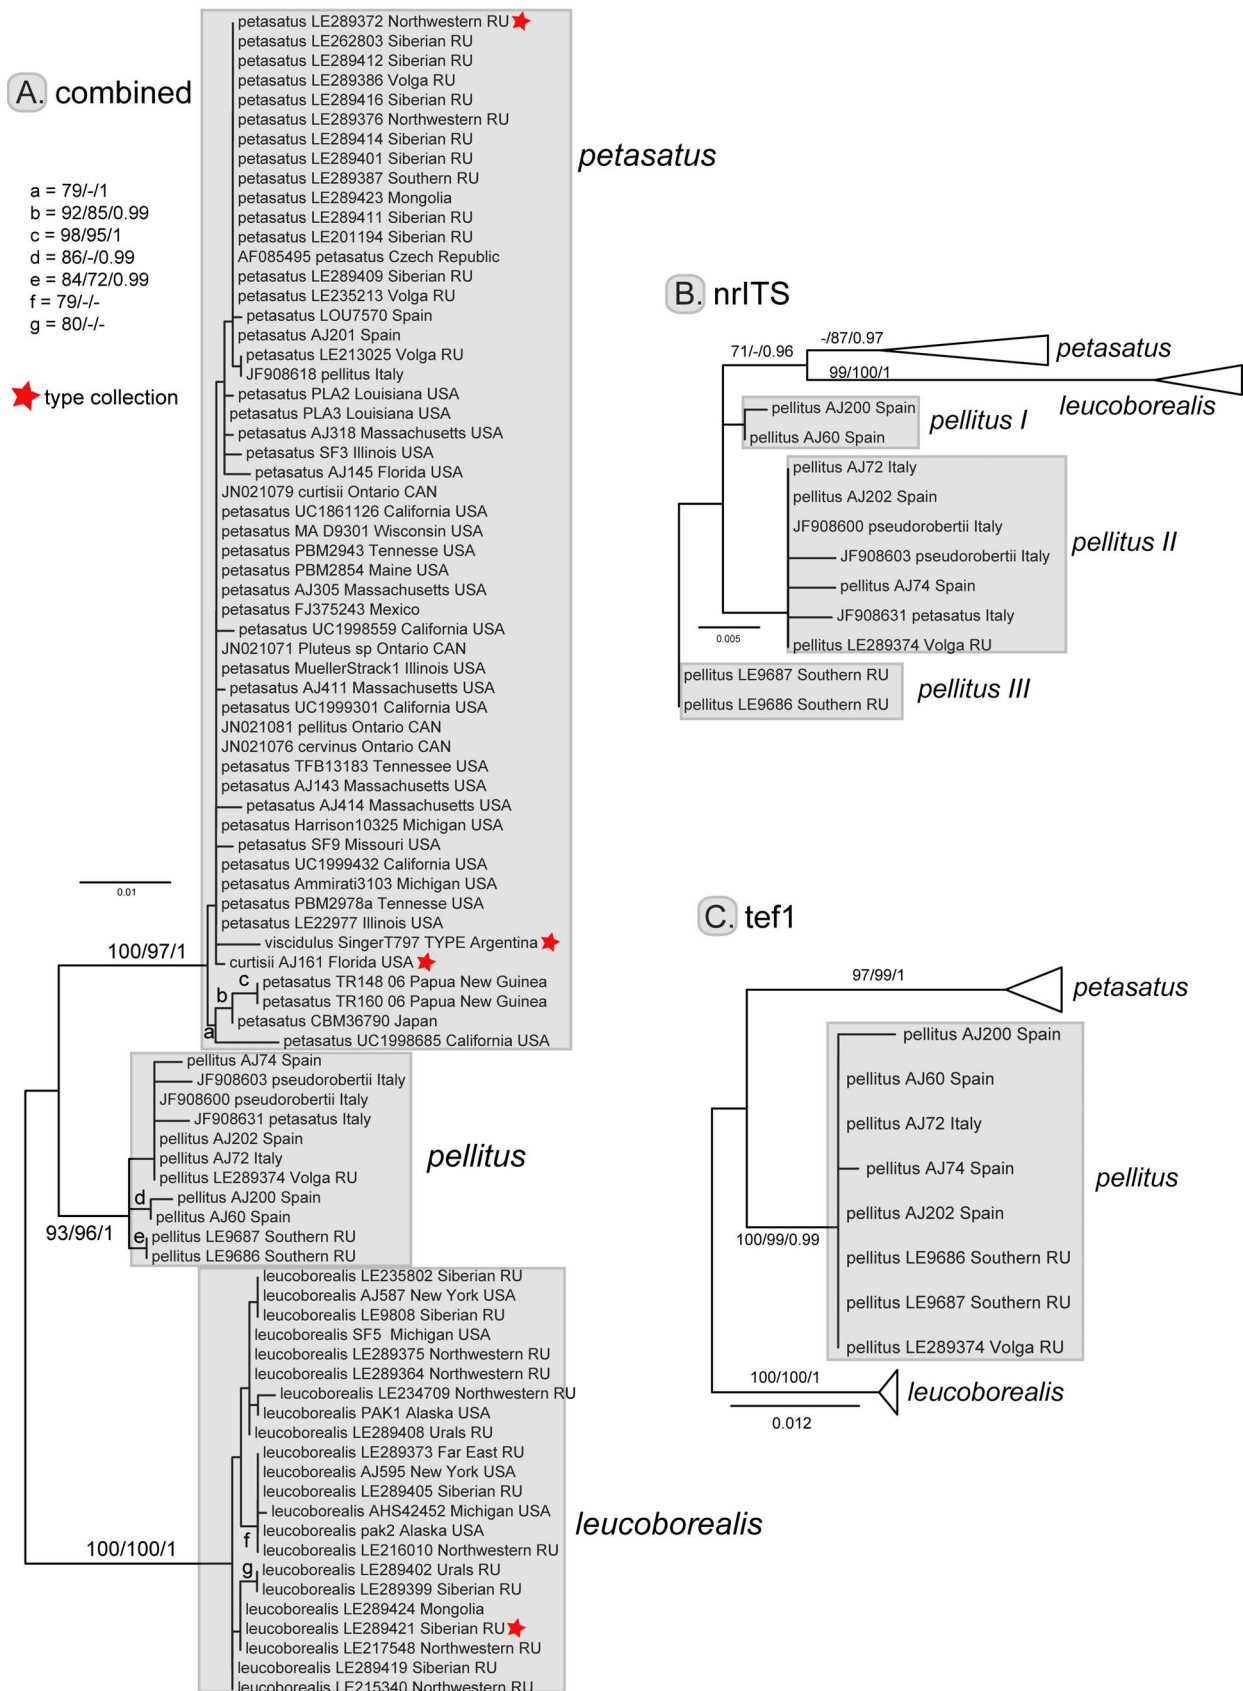 A. combined
a = 79/-/1
b = 92/85/0.99
c = 98/95/1
d = 86/-/0.99
e = 84/72/0.99
f = 79/-/-
g = 80/-/-
type collection
0.01
petasatus LE289372 Northwestern RU
petasatus LE262803 Siberian RU
petasatus LE289412 Siberian RU
petasatus LE289386 Volga RU
petasatus LE289416 Siberian RU
petasatus LE289376 Northwestern RU
petasatus LE289414 Siberian RU
petasatus LE289401 Siberian RU
petasatus LE289387 Southern RU
petasatus LE289423 Mongolia
petasatus LE289411 Siberian RU
petasatus LE201194 Siberian RU
AF085495 petasatus Czech Republic
petasatus LE289409 Siberian RU
petasatus LE235213 Volga RU
petasatus LOU7570 Spain
petasatus AJ201 Spain
petasatus LE213025 Volga RU
JF908618 pellitus Italy
petasatus PLA2 Louisiana USA
petasatus PLA3 Louisiana USA
petasatus AJ318 Massachusetts USA
petasatus SF3 Illinois USA
petasatus AJ145 Florida USA
JN021079 curtisii Ontario CAN
petasatus UC1861126 California USA
petasatus MA D9301 Wisconsin USA
petasatus PBM2943 Tennesse USA
petasatus PBM2854 Maine USA
petasatus AJ305 Massachusetts USA
petasatus FJ375243 Mexico
petasatus UC1998559 California USA
JN021071 Pluteus sp Ontario CAN
petasatus MuellerStrack1 Illinois USA
petasatus AJ411 Massachusetts USA
petasatus UC1999301 California USA
JN021081 pellitus Ontario CAN
JN021076 cervinus Ontario CAN
petasatus TFB13183 Tennessee USA
petasatus AJ143 Massachusetts USA
petasatus AJ414 Massachusetts USA
petasatus Harrison10325 Michigan USA
petasatus SF9 Missouri USA
petasatus UC1999432 California USA
petasatus Ammirati3103 Michigan USA
petasatus PBM2978a Tennesse USA
petasatus LE22977 Illinois USA
viscidulus SingerT797 TYPE Argentina
curtisii AJ161 Florida USA
petasatus TR148 06 Papua New Guinea
petasatus TR160 06 Papua New Guinea
petasatus CBM36790 Japan
petasatus UC1998685 California USA
petasatus
100/97/1
a
b
c
pellitus AJ74 Spain
JF908603 pseudorobertii Italy
JF908600 pseudorobertii Italy
JF908631 petasatus Italy
pellitus AJ202 Spain
pellitus AJ72 Italy
pellitus LE289374 Volga RU
pellitus AJ200 Spain
pellitus AJ60 Spain
pellitus LE9687 Southern RU
pellitus LE9686 Southern RU
pellitus
93/96/1
d
e
leucoborealis LE235802 Siberian RU
leucoborealis AJ587 New York USA
leucoborealis LE9808 Siberian RU
leucoborealis SF5 Michigan USA
leucoborealis LE289375 Northwestern RU
leucoborealis LE289364 Northwestern RU
leucoborealis LE234709 Northwestern RU
leucoborealis PAK1 Alaska USA
leucoborealis LE289408 Urals RU
leucoborealis LE289373 Far East RU
leucoborealis AJ595 New York USA
leucoborealis LE289405 Siberian RU
leucoborealis AHS42452 Michigan USA
leucoborealis pak2 Alaska USA
leucoborealis LE216010 Northwestern RU
leucoborealis LE289402 Urals RU
leucoborealis LE289399 Siberian RU
leucoborealis LE289424 Mongolia
leucoborealis LE289421 Siberian RU
leucoborealis LE217548 Northwestern RU
leucoborealis LE289419 Siberian RU
leucoborealis LE215340 Northwestern RU
leucoborealis
100/100/1
f
g
B. nrITS
71/-/0.96
-/87/0.97
99/100/1
petasatus
leucoborealis
pellitus AJ200 Spain
pellitus AJ60 Spain
pellitus I
pellitus AJ72 Italy
pellitus AJ202 Spain
JF908600 pseudorobertii Italy
JF908603 pseudorobertii Italy
pellitus AJ74 Spain
JF908631 petasatus Italy
pellitus LE289374 Volga RU
pellitus II
0.005
pellitus LE9687 Southern RU
pellitus LE9686 Southern RU
pellitus III
C. tef1
97/99/1
petasatus
pellitus AJ200 Spain
pellitus AJ60 Spain
pellitus AJ72 Italy
pellitus AJ74 Spain
pellitus AJ202 Spain
pellitus LE9686 Southern RU
pellitus LE9687 Southern RU
pellitus LE289374 Volga RU
pellitus
100/99/0.99
100/100/1
leucoborealis
0.012